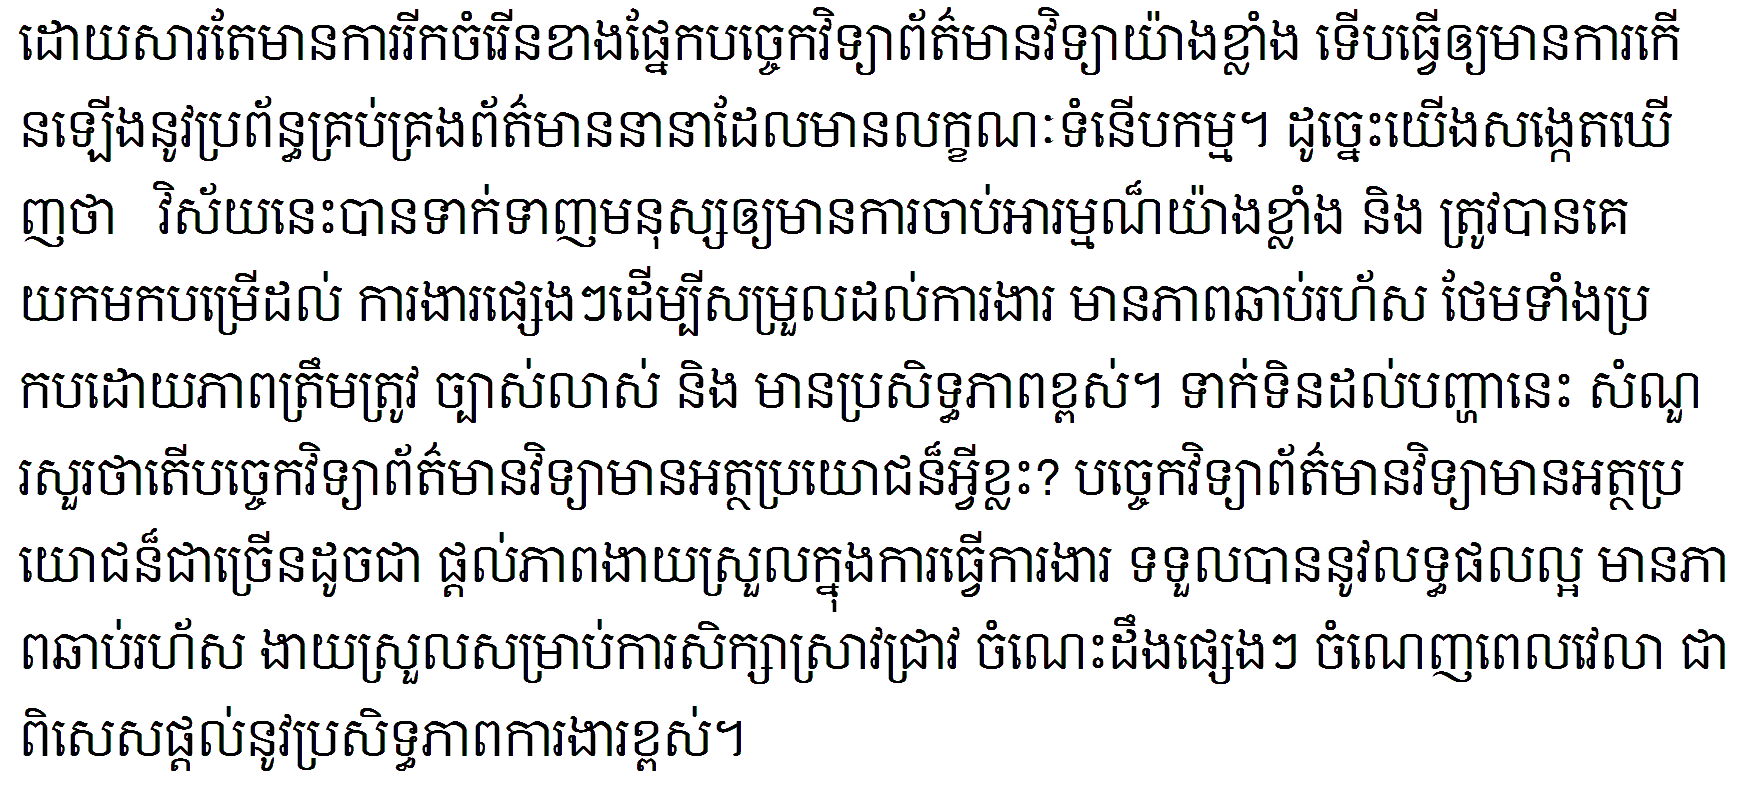 ដោយសារតែមានការរីកចំរើនខាងផ្នែកបច្ចេកវិទ្យាព័ត៌មានវិទ្យាយ៉ាងខ្លាំង ទើបធ្វើឲ្យមានការកើ
នឡើងនូវប្រព័ន្ធគ្រប់គ្រងព័ត៌មាននានាដែលមានលក្ខណៈទំនើបកម្ម។ ដូច្នេះយើងសង្កេតឃើ
ញថា វិស័យនេះបានទាក់ទាញមនុស្សឲ្យមានការចាប់អារម្មណ៏យ៉ាងខ្លាំង និង ត្រូវបានគេ
យកមកបម្រើដល់ ការងារផ្សេងៗដើម្បីសម្រួលដល់ការងារ មានភាពឆាប់រហ័ស ថែមទាំងប្រ
កបដោយភាពត្រឹមត្រូវ ច្បាស់លាស់ និង មានប្រសិទ្ធភាពខ្ពស់។ ទាក់ទិនដល់បញ្ហានេះ សំណួ
រសួរថាតើបច្ចេកវិទ្យាព័ត៌មានវិទ្យាមានអត្ថប្រយោជន៏អ្វីខ្លះ? បច្ចេកវិទ្យាព័ត៌មានវិទ្យាមានអត្ថប្រ
យោជន៏ជាច្រើនដូចជា ផ្តល់ភាពងាយស្រួលក្នុងការធ្វើការងារ ទទួលបាននូវលទ្ធផលល្អ មានភា
ពឆាប់រហ័ស ងាយស្រួលសម្រាប់ការសិក្សាស្រាវជ្រាវ ចំណេះដឹងផ្សេងៗ ចំណេញពេលវេលា ជា
ពិសេសផ្តល់នូវប្រសិទ្ធភាពការងារខ្ពស់។